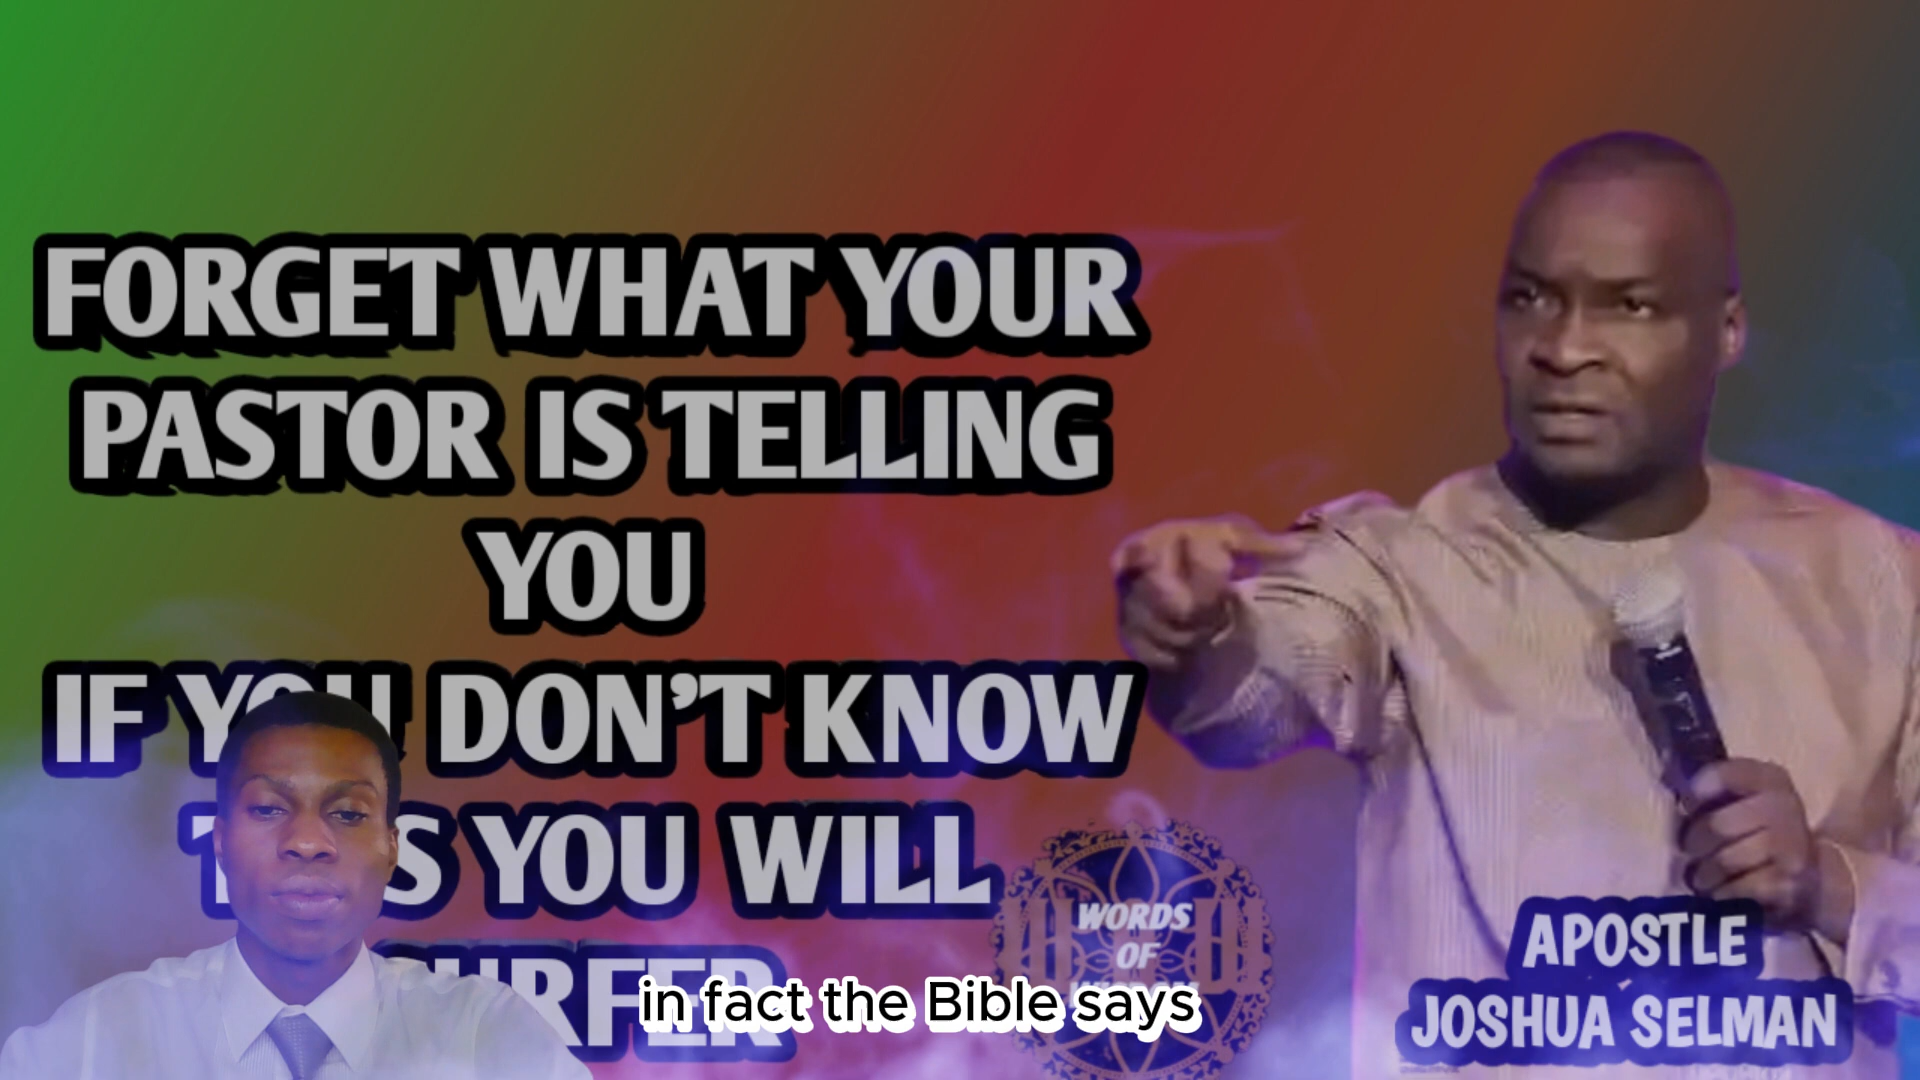 FORGET WHAT YOUR
PASTOR IS TELLING
YOU
IF YOU DON'T KNOW
YOU WILL
in fact the Bible says
WORDS
OF
APOSTLE
JOSHUA SELMAN